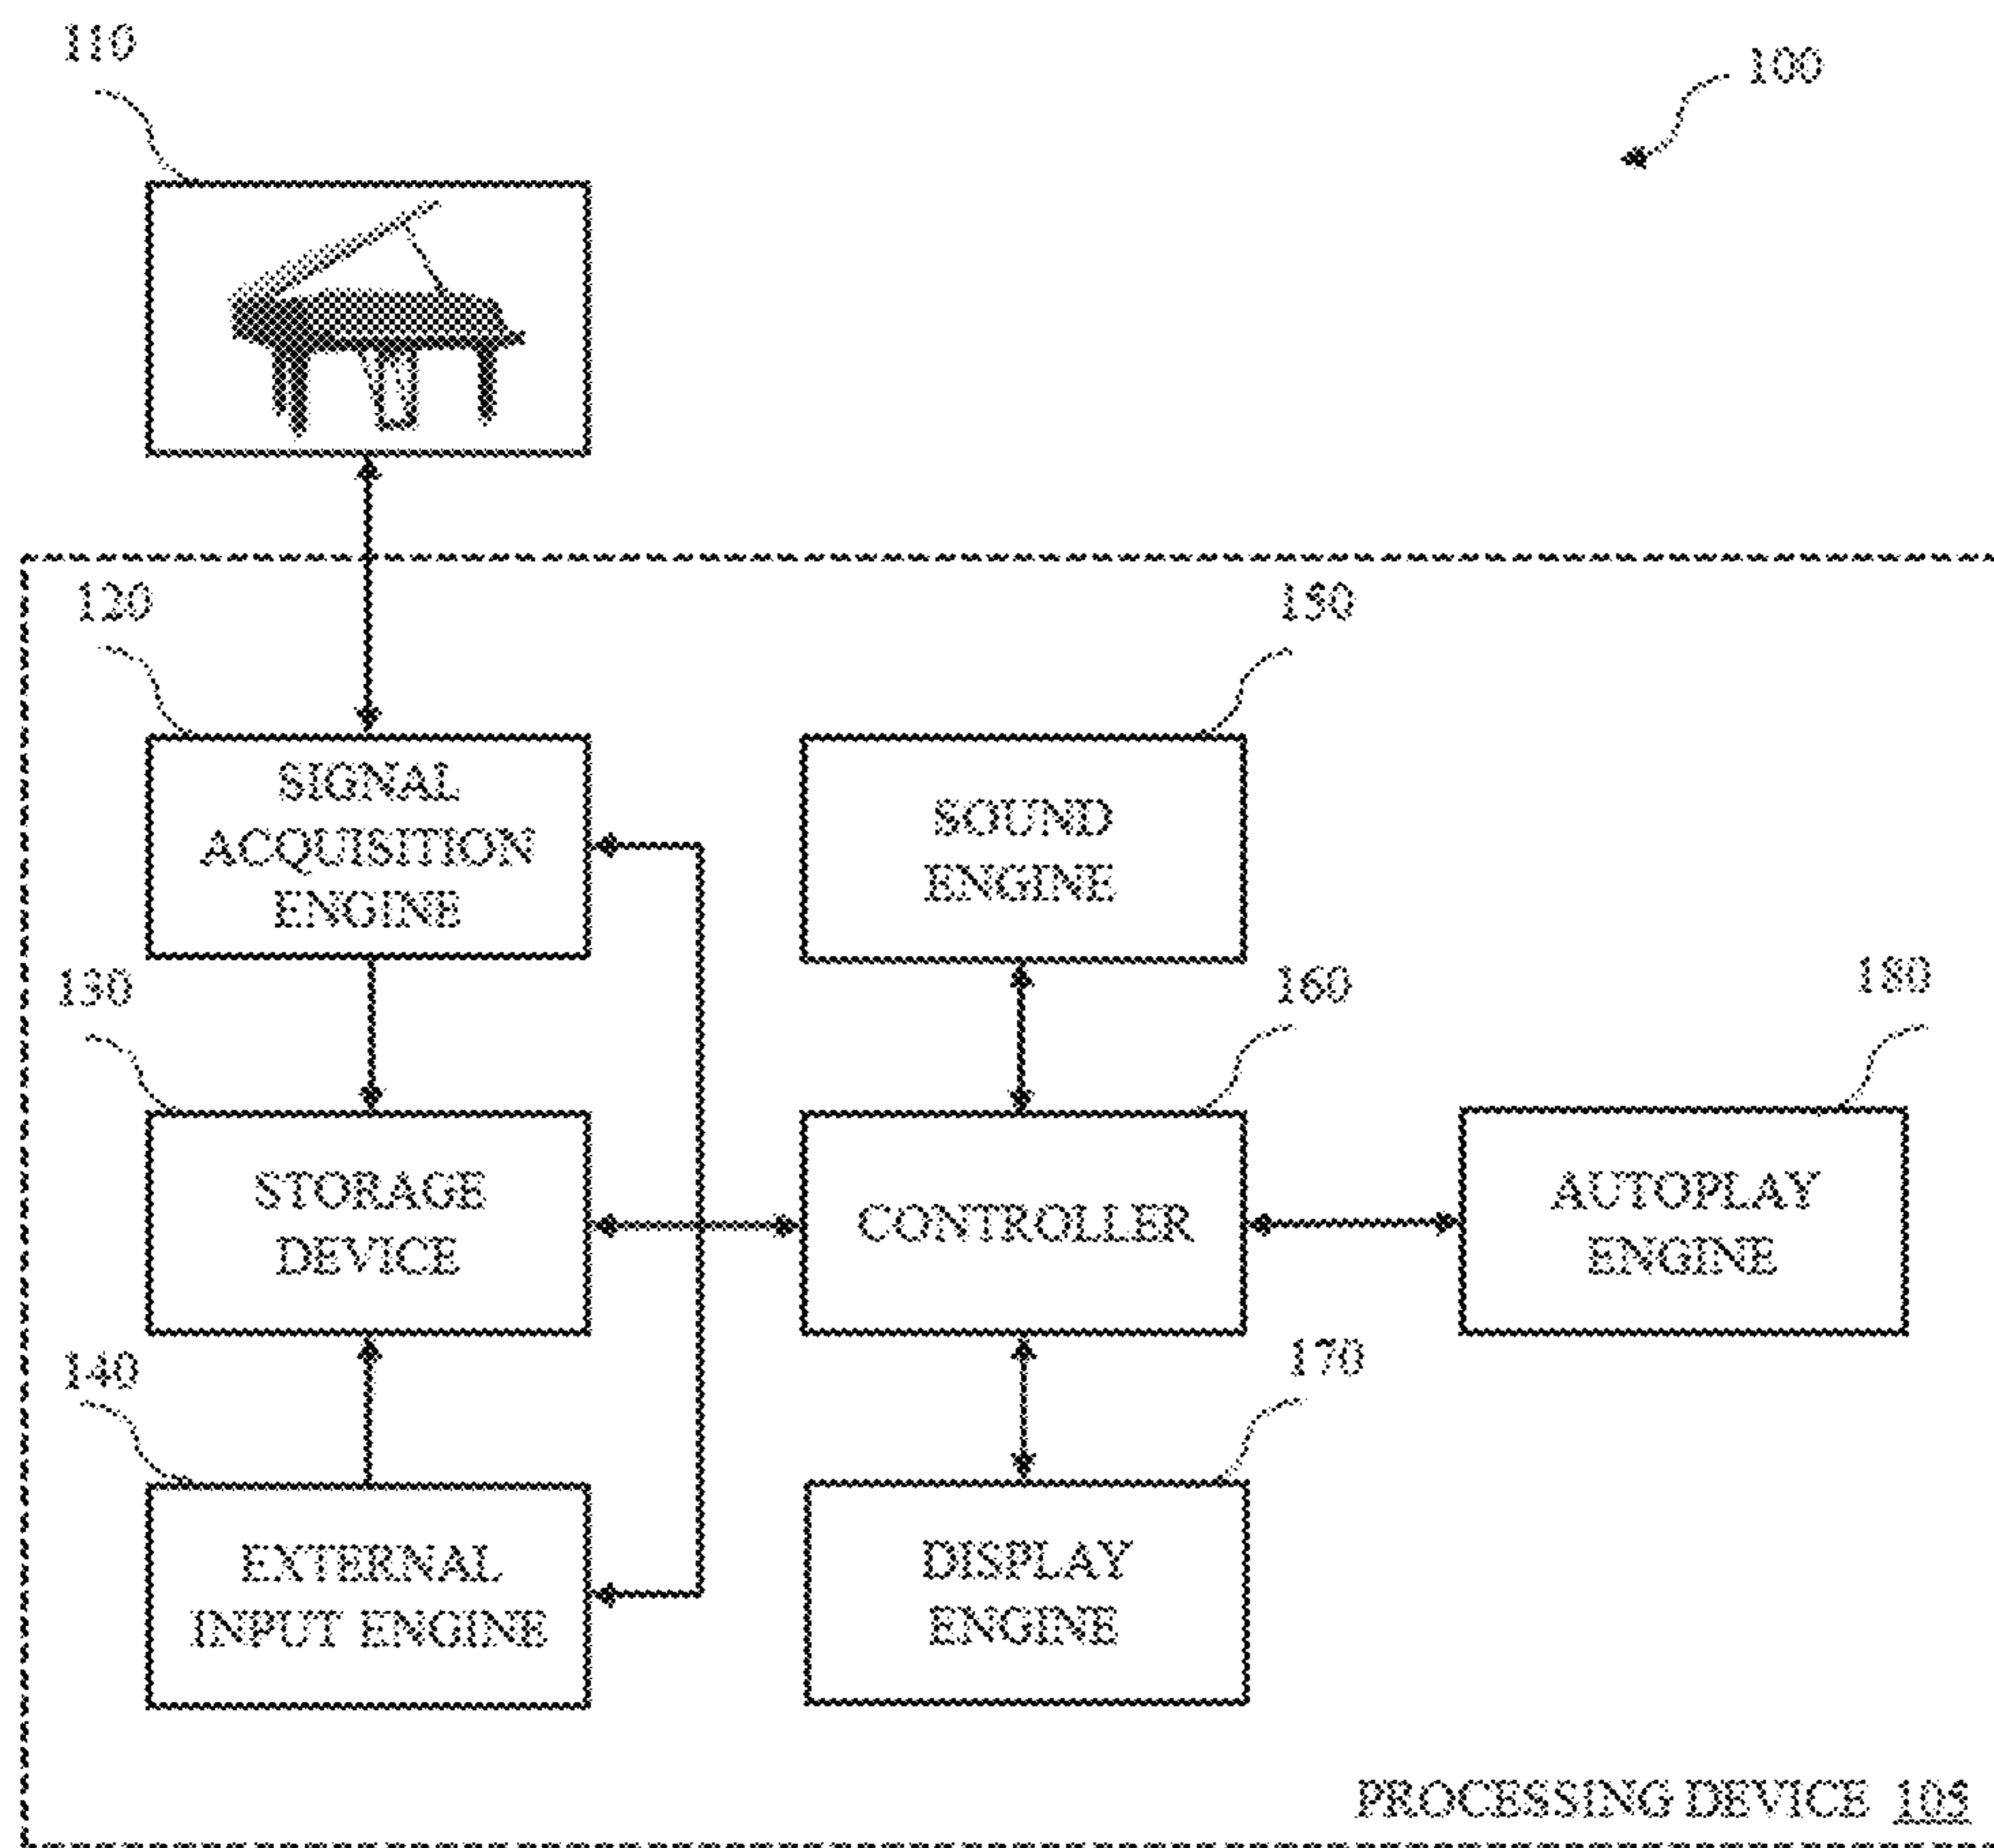 110
100
120
150
SIGNAL
ACQUISITION
ENGINE
SOUND
ENGINE
130
160
180
STORAGE
DEVICE
CONTROLLER
AUTOPLAY
ENGINE
140
170
EXTERNAL
INPUT ENGINE
DISPLAY
ENGINE
PROCESSING DEVICE 105